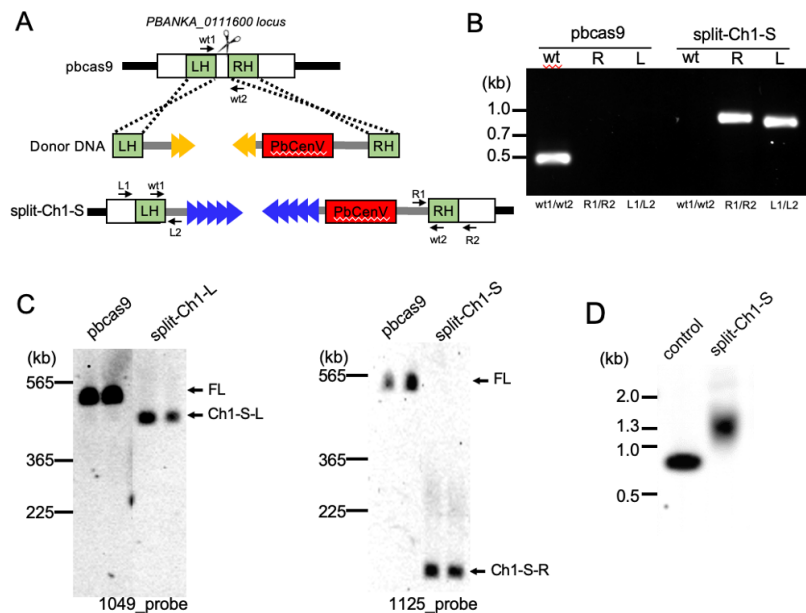 A
PBANKA_0111600 locus
wt1
pbcas9
LH
RH
wt2
Donor DNA
LH
PbCenV
RH
L1
wt1
R1
split-Ch1-S
LH
PbCenV
RH
L2
wt2
R2
B
pbcas9
split-Ch1-S
wt
R
L
wt
R
L
(kb)
1.0
0.7
0.5
wt1/wt2
R1/R2
L1/L2
wt1/wt2
R1/R2
L1/L2
C
pbcas9
split-Ch1-L
(kb)
565
FL
Ch1-S-L
365
225
1049_probe
pbcas9
split-Ch1-S
(kb)
565
FL
365
225
Ch1-S-R
1125_probe
D
control
split-Ch1-S
(kb)
2.0
1.3
1.0
0.5